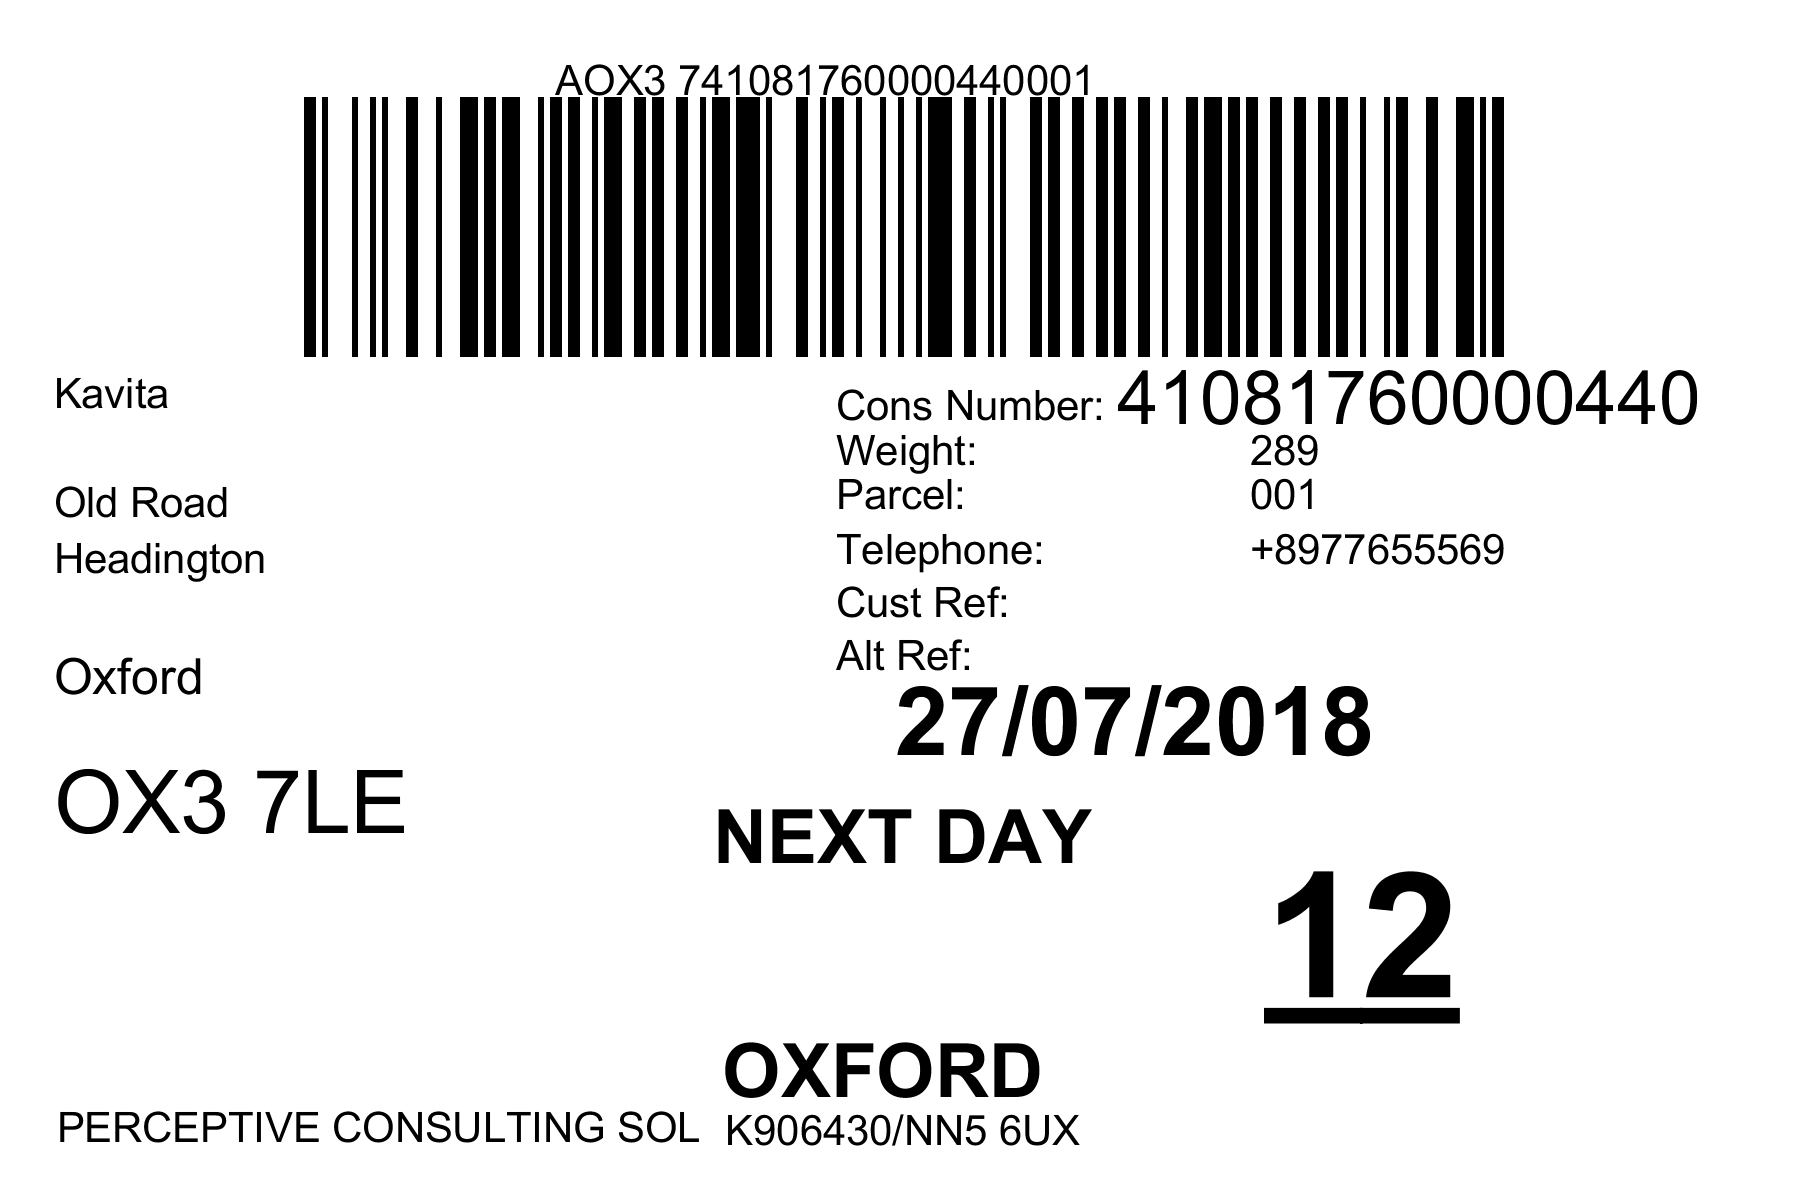 AOX3 741081760000440001
Kavita
Old Road
Headington
Oxford
OX3 7LE
Cons Number: 41081760000440
Weight: 289
Parcel: 001
Telephone: +8977655569
Cust Ref:
Alt Ref:
27/07/2018
NEXT DAY
12
OXFORD
PERCEPTIVE CONSULTING SOL K906430/NN5 6UX